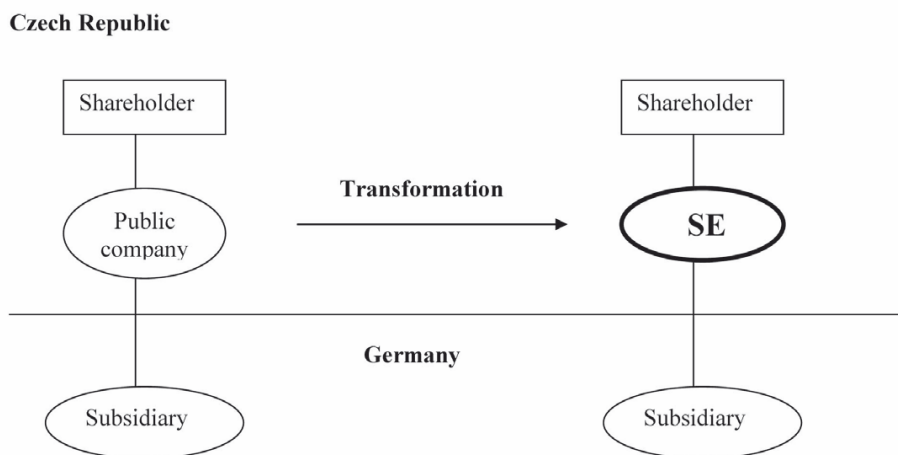 Czech Republic
Shareholder
Shareholder
Transformation
Public
company
SE
Germany
Subsidiary
Subsidiary